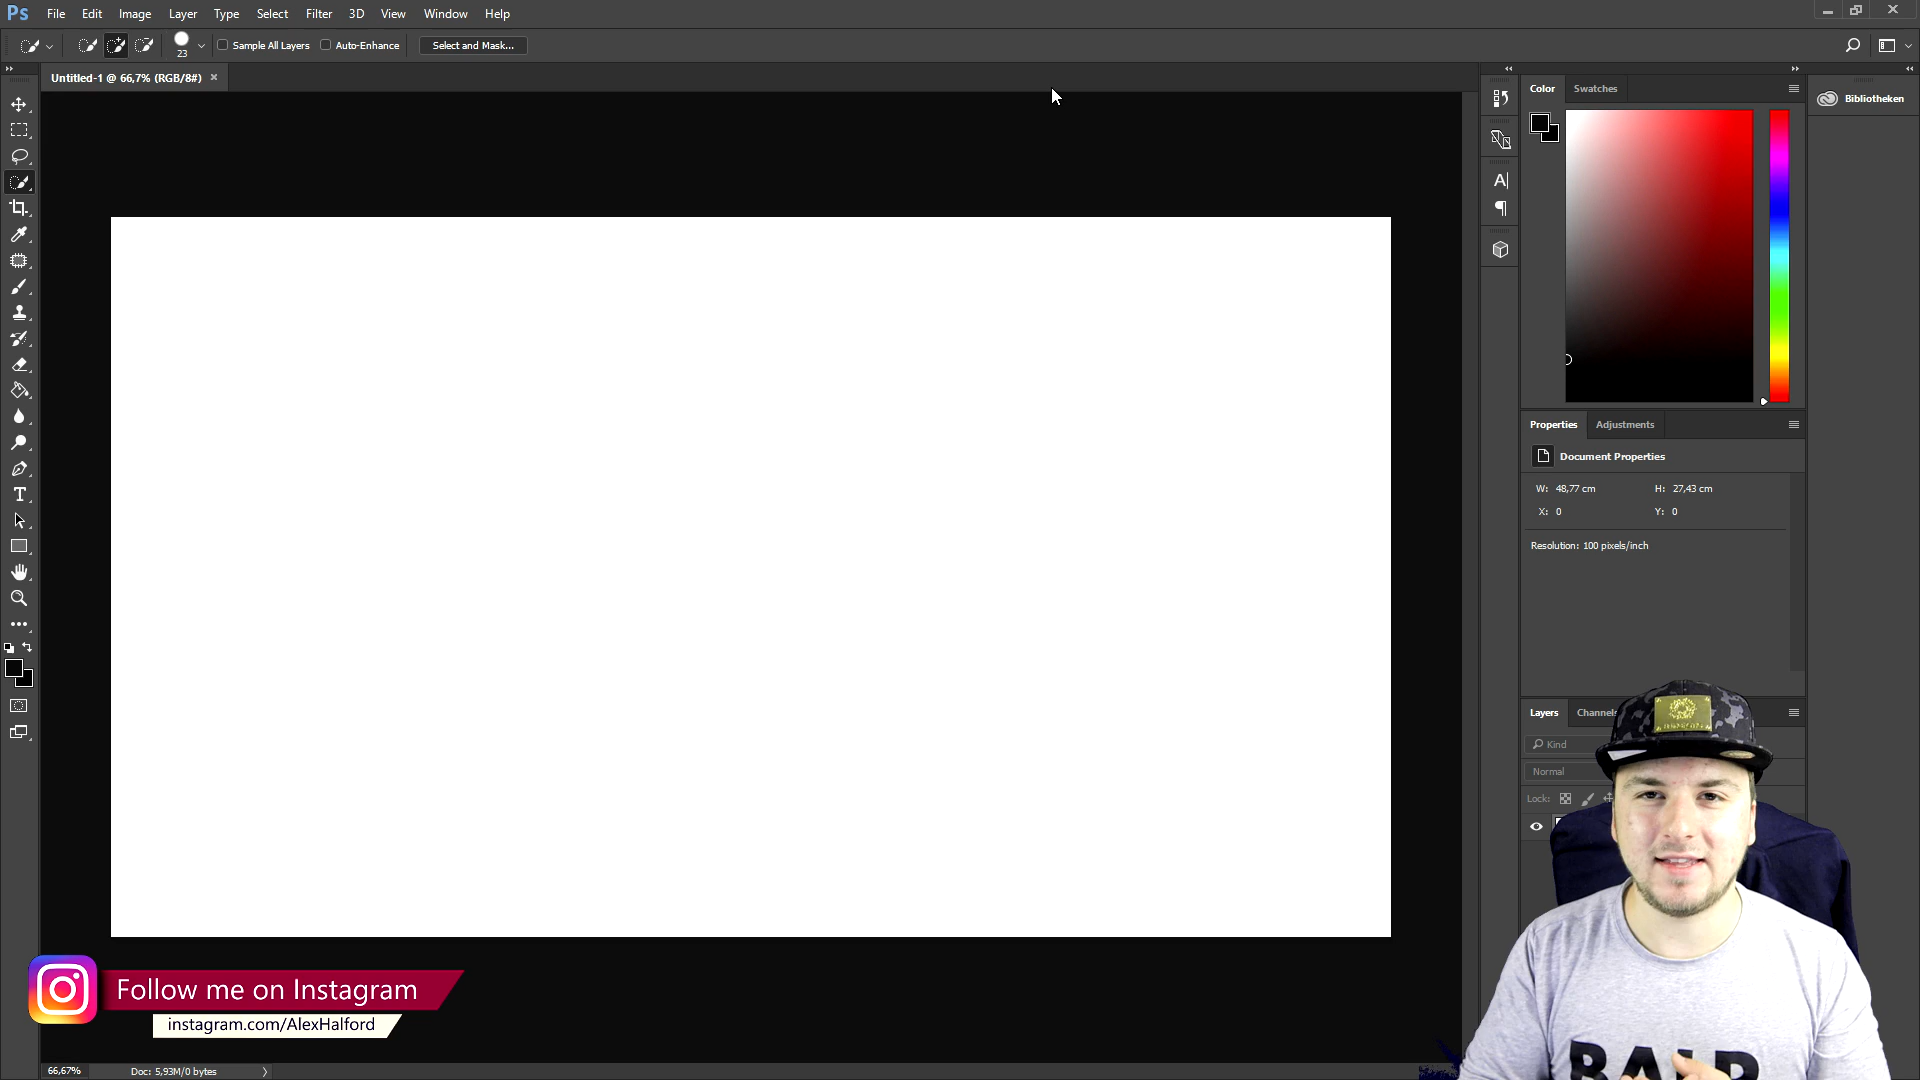 Ps File Edit Image Layer Type Select Filter 3D View Window Help
23 Sample All Layers Auto-Enhance Select and Mask...
Untitled-1 @ 66,7% (RGB/8#)
Color Swatches
Bibliotheken
Properties Adjustments
Document Properties
W: 48,77 cm H: 27,43 cm
X: 0 Y: 0
Resolution: 100 pixels/inch
Layers Channels
Kind
Normal
Lock:
Follow me on Instagram
instagram.com/AlexHalford
BALR
66,67% Doc: 5,93M/0 bytes